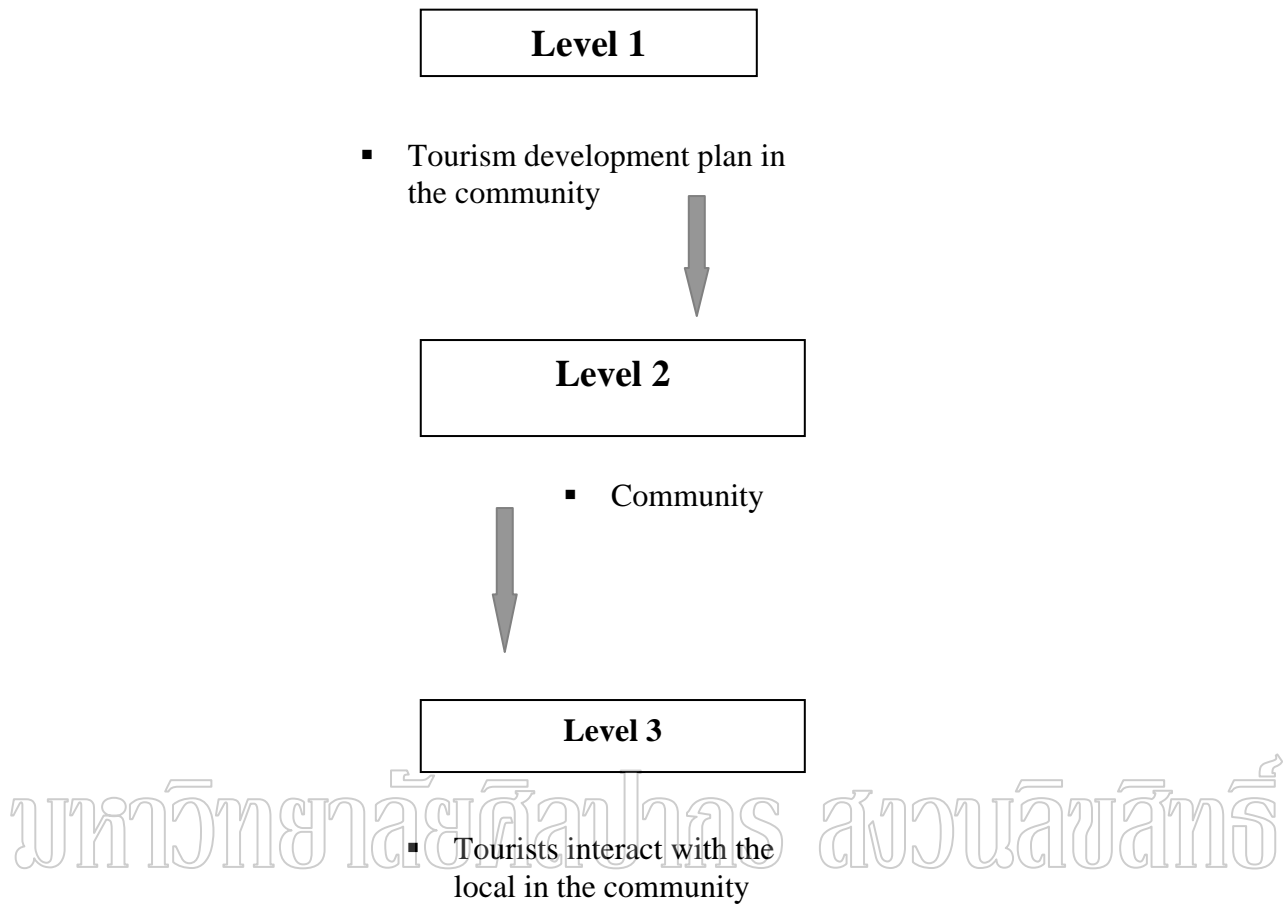 Level 1
▪ Tourism development plan in
the community
Level 2
▪ Community
Level 3
มหาวิทยาลัยศิลปากร สงวนลิขสิทธิ์
▪ Tourists interact with the
local in the community